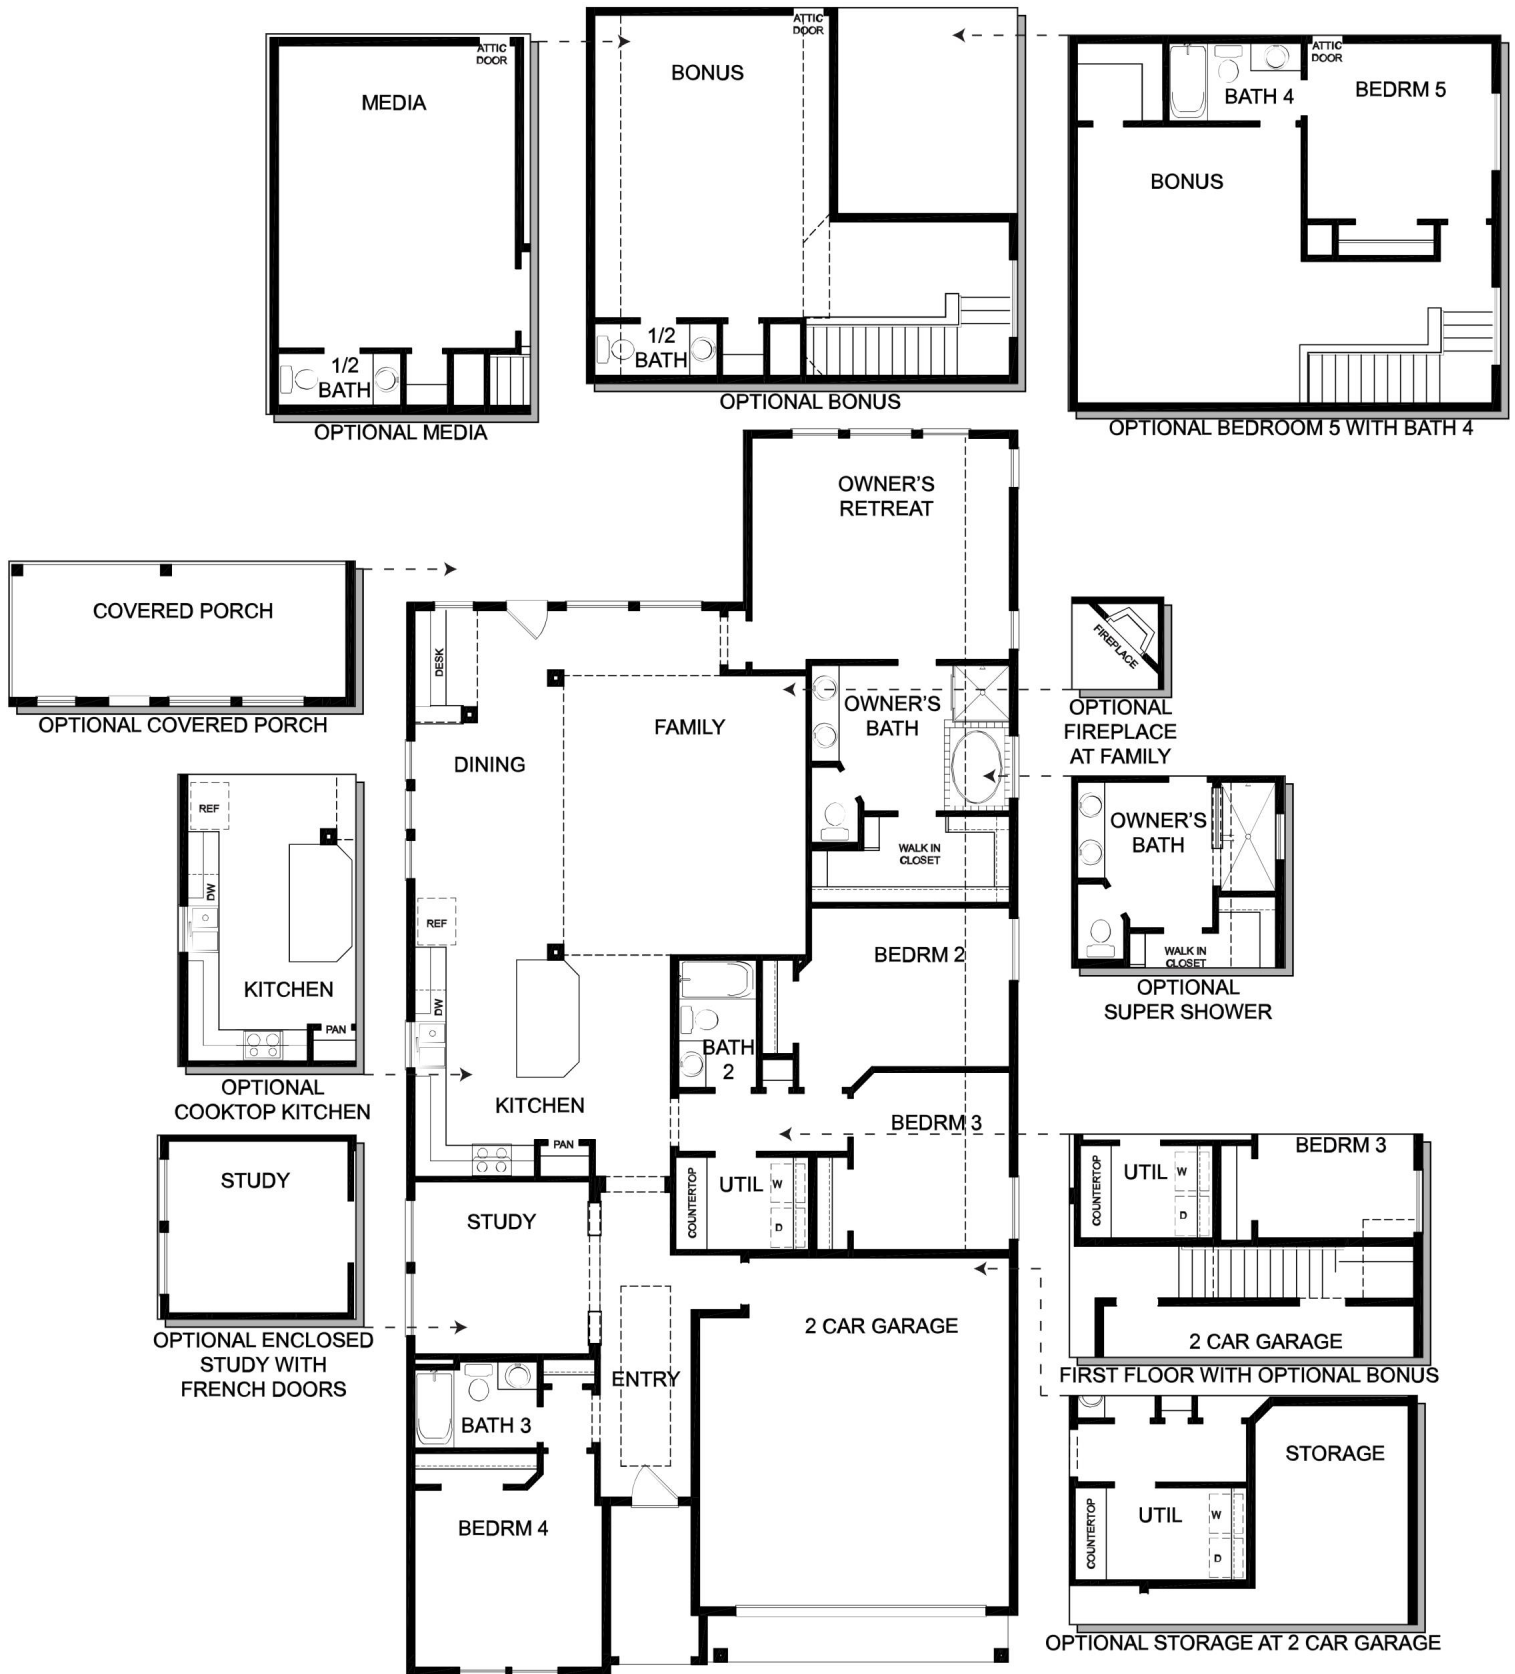 ATTIC
DOOR
MEDIA
1/2
BATH
OPTIONAL MEDIA
ATTIC
DOOR
BONUS
1/2
BATH
OPTIONAL BONUS
ATTIC
DOOR
BATH 4
BEDRM 5
BONUS
OPTIONAL BEDROOM 5 WITH BATH 4
COVERED PORCH
OPTIONAL COVERED PORCH
REF
DW
KITCHEN
PAN
OPTIONAL
COOKTOP KITCHEN
STUDY
OPTIONAL ENCLOSED
STUDY WITH
FRENCH DOORS
OWNER'S
RETREAT
DESK
DINING
FAMILY
OWNER'S
BATH
WALK IN
CLOSET
REF
DW
KITCHEN
PAN
BEDRM 2
BATH
2
BEDRM 3
COUNTERTOP
UTIL
W
D
STUDY
2 CAR GARAGE
ENTRY
BATH 3
BEDRM 4
FIREPLACE
OPTIONAL
FIREPLACE
AT FAMILY
OWNER'S
BATH
WALK IN
CLOSET
OPTIONAL
SUPER SHOWER
BEDRM 3
COUNTERTOP
UTIL
W
D
2 CAR GARAGE
FIRST FLOOR WITH OPTIONAL BONUS
STORAGE
COUNTERTOP
UTIL
W
D
OPTIONAL STORAGE AT 2 CAR GARAGE